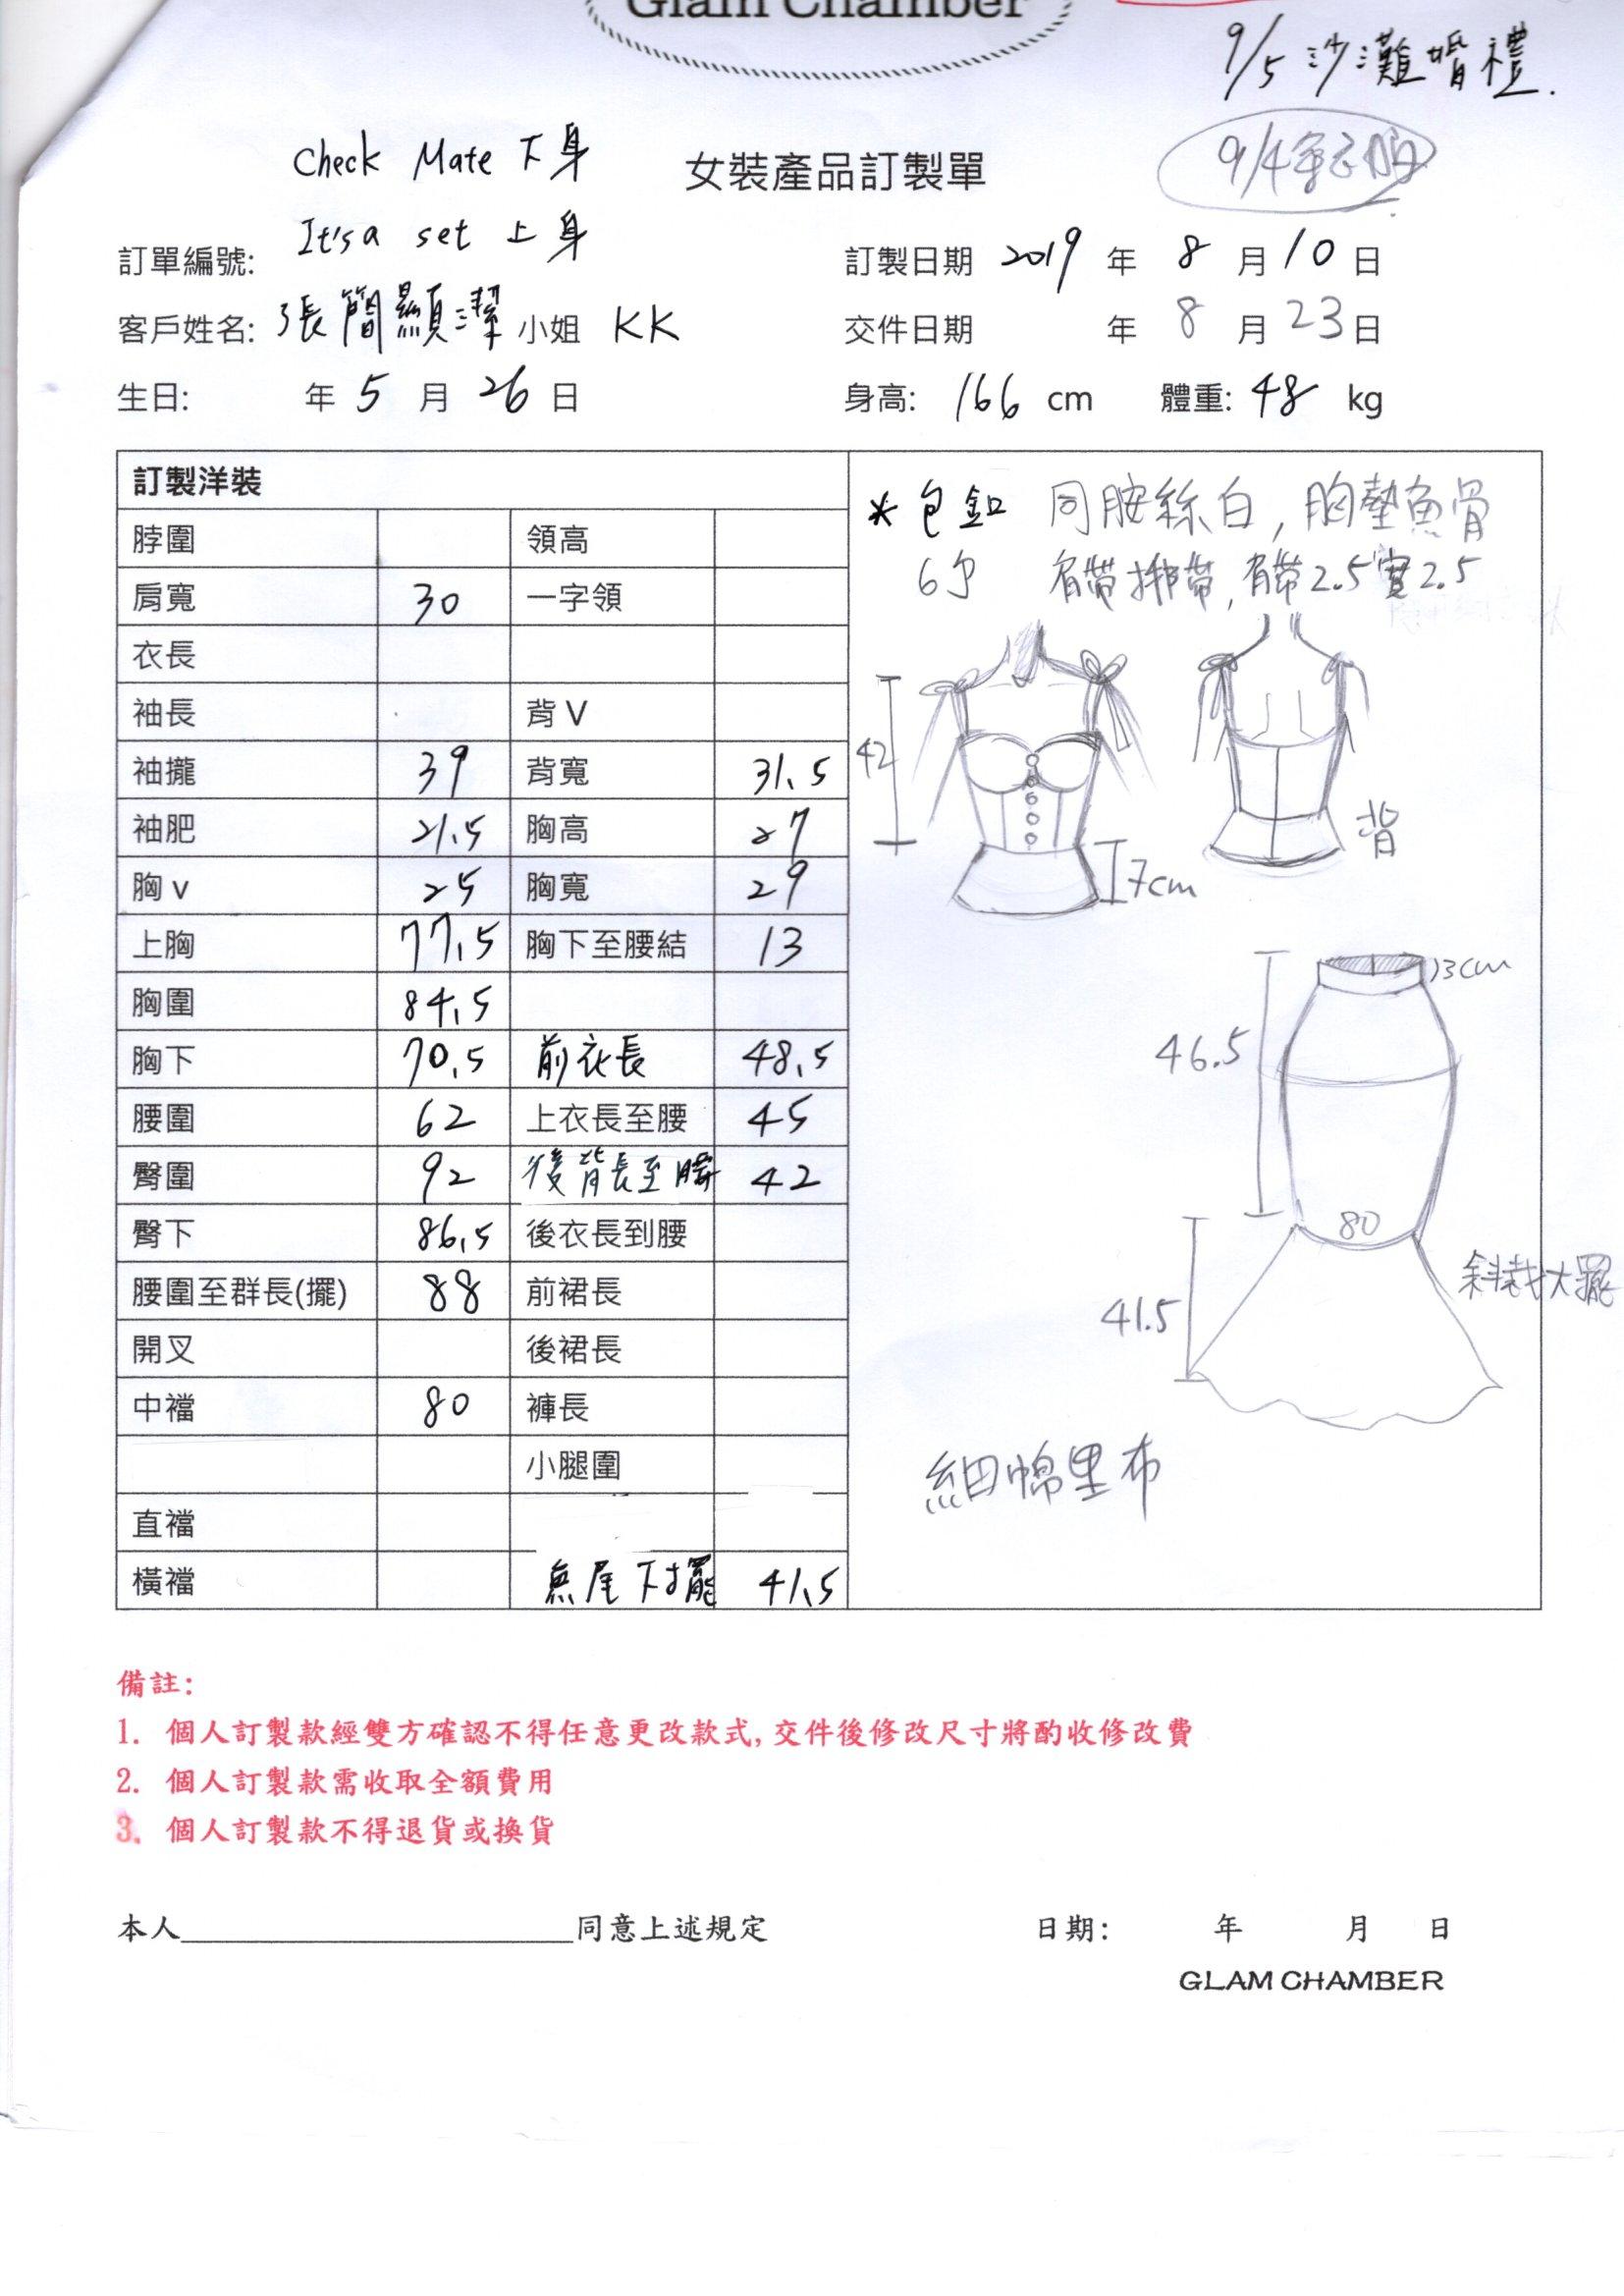 Glam Chamber
9/5 沙灘婚禮.
9/4
Check Mate 下身
女裝產品訂製單
It's a set 上身
訂單編號:
訂製日期 2019 年 8 月 10 日
客戶姓名: 張簡顯潔 小姐 KK
交件日期 年 8 月 23 日
生日: 年 5 月 26 日
身高: 166 cm 體重: 48 kg
訂製洋裝
脖圍 領高
肩寬 30 一字領
衣長
袖長 背 V
袖攏 39 背寬 31.5
袖肥 21.5 胸高 27
胸 v 25 胸寬 29
上胸 77.5 胸下至腰結 13
胸圍 84.5
胸下 70.5 前衣長 48.5
腰圍 62 上衣長至腰 45
臀圍 92 後背長至腰 42
臀下 86.5 後衣長到腰
腰圍至群長(擺) 88 前裙長
開叉 後裙長
中襠 80 褲長
小腿圍
直襠
橫襠 魚尾下擺 41.5
* 包釦 同胺絲白, 胸墊魚骨
6 肩帶綁帶, 肩帶2.5 寬2.5
42
背
7cm
3cm
46.5
80
斜裁大擺
41.5
細棉里布
備註:
1. 個人訂製款經雙方確認不得任意更改款式, 交件後修改尺寸將酌收修改費
2. 個人訂製款需收取全額費用
3. 個人訂製款不得退貨或換貨
本人________________________同意上述規定
日期: 年 月 日
GLAM CHAMBER